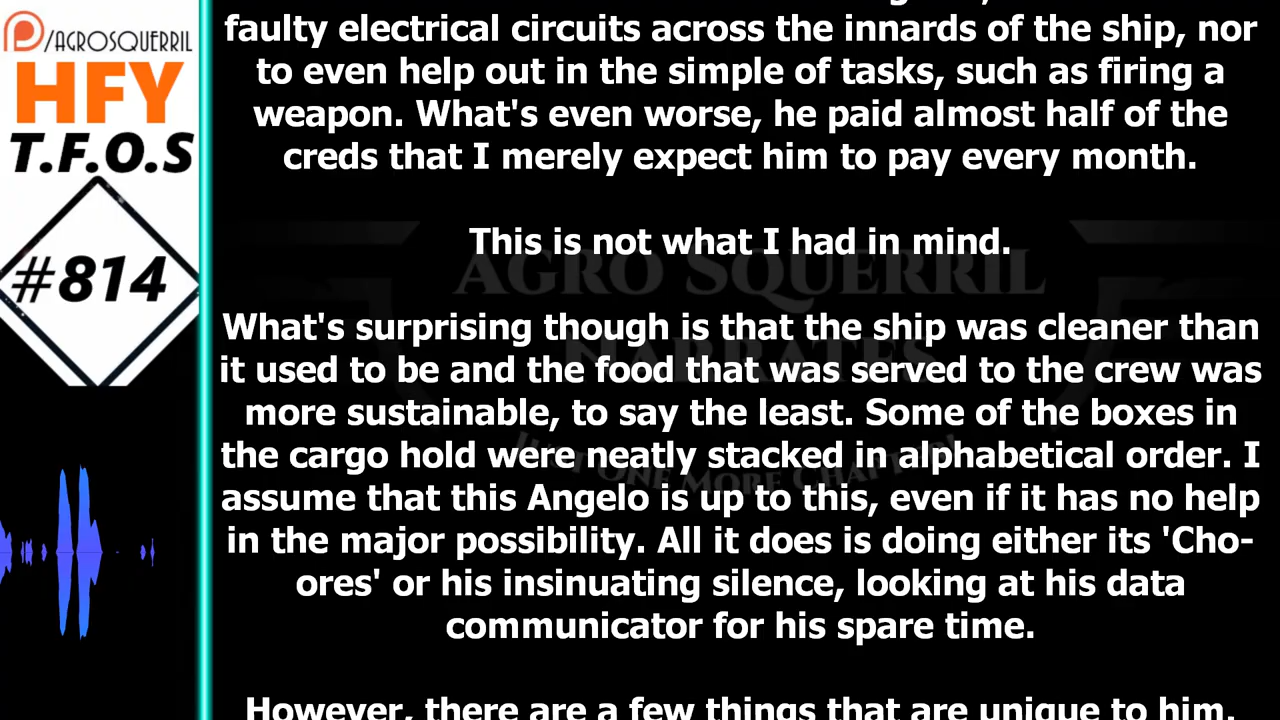 /AGROSQUERRIL
HFY
T.F.O.S
#814
faulty electrical circuits across the innards of the ship, nor
to even help out in the simple of tasks, such as firing a
weapon. What's even worse, he paid almost half of the
creds that I merely expect him to pay every month.
This is not what I had in mind.
AGRO SQUERRIL
NARRATES
JUST ONE MORE CHAPTER
What's surprising though is that the ship was cleaner than
it used to be and the food that was served to the crew was
more sustainable, to say the least. Some of the boxes in
the cargo hold were neatly stacked in alphabetical order. I
assume that this Angelo is up to this, even if it has no help
in the major possibility. All it does is doing either its 'Cho-
ores' or his insinuating silence, looking at his data
communicator for his spare time.
However, there are a few things that are unique to him.